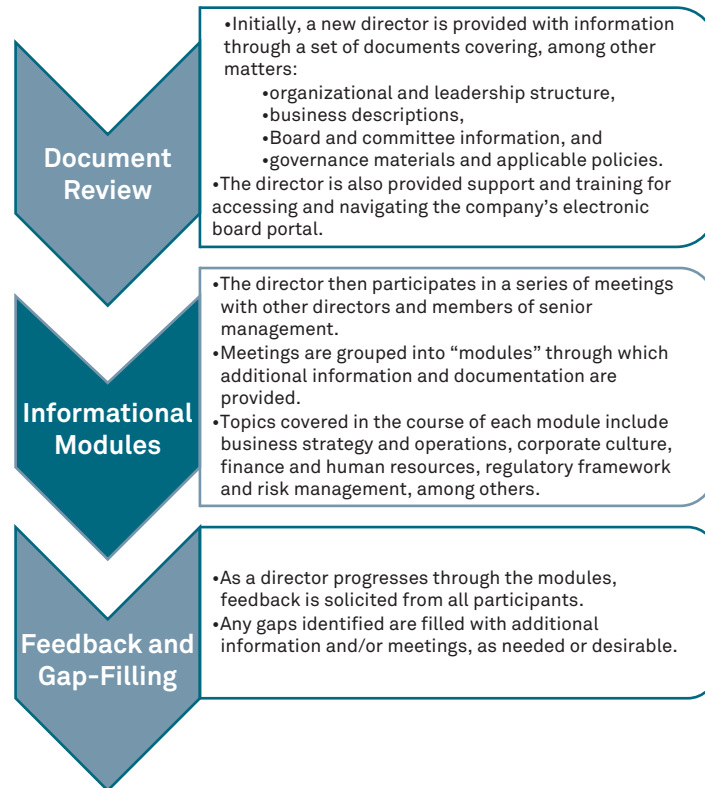 Document
Review
•Initially, a new director is provided with information
through a set of documents covering, among other
matters:
•organizational and leadership structure,
•business descriptions,
•Board and committee information, and
•governance materials and applicable policies.
•The director is also provided support and training for
accessing and navigating the company’s electronic
board portal.
Informational
Modules
•The director then participates in a series of meetings
with other directors and members of senior
management.
•Meetings are grouped into “modules” through which
additional information and documentation are
provided.
•Topics covered in the course of each module include
business strategy and operations, corporate culture,
finance and human resources, regulatory framework
and risk management, among others.
Feedback and
Gap-Filling
•As a director progresses through the modules,
feedback is solicited from all participants.
•Any gaps identified are filled with additional
information and/or meetings, as needed or desirable.